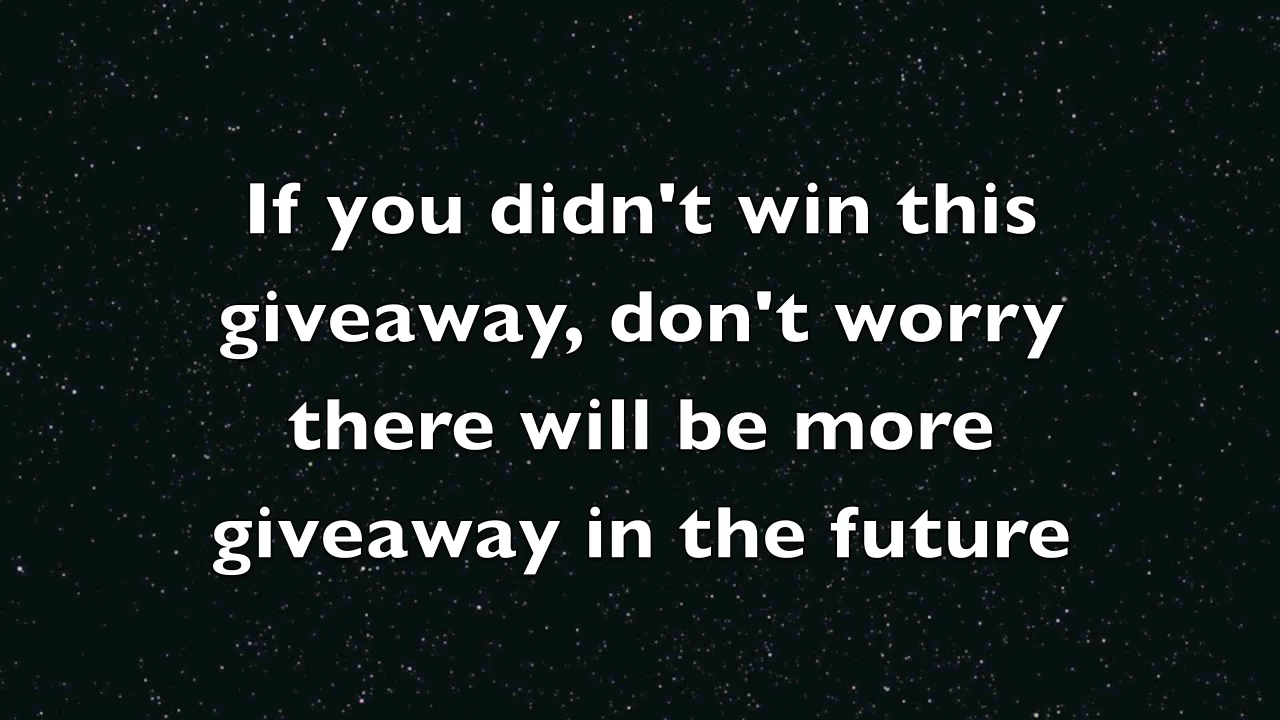 If you didn't win this
giveaway, don't worry
there will be more
giveaway in the future